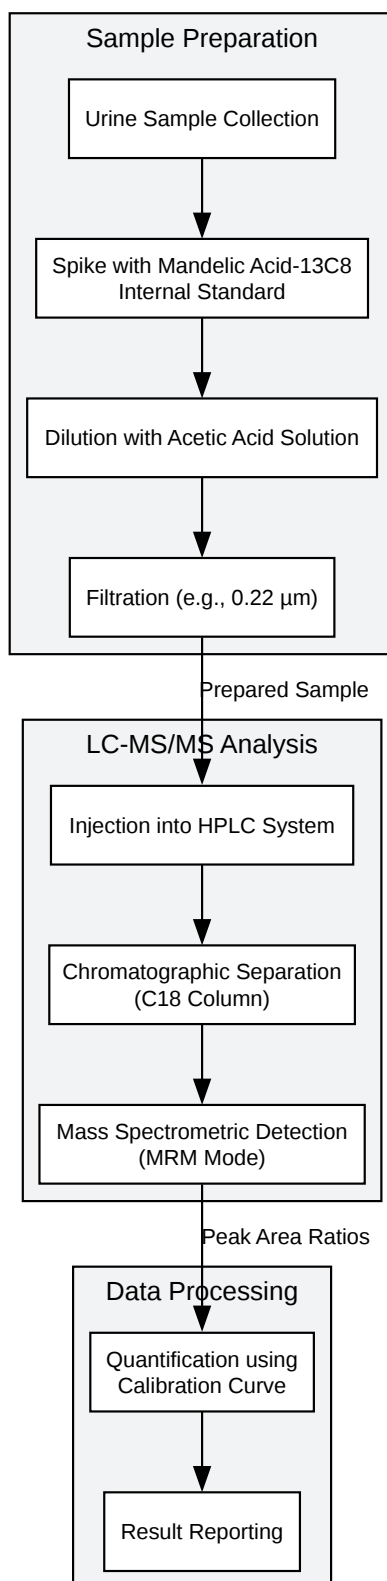 Sample Preparation
Urine Sample Collection
Spike with Mandelic Acid-13C8
Internal Standard
Dilution with Acetic Acid Solution
Filtration (e.g., 0.22 µm)
Prepared Sample
LC-MS/MS Analysis
Injection into HPLC System
Chromatographic Separation
(C18 Column)
Mass Spectrometric Detection
(MRM Mode)
Peak Area Ratios
Data Processing
Quantification using
Calibration Curve
Result Reporting